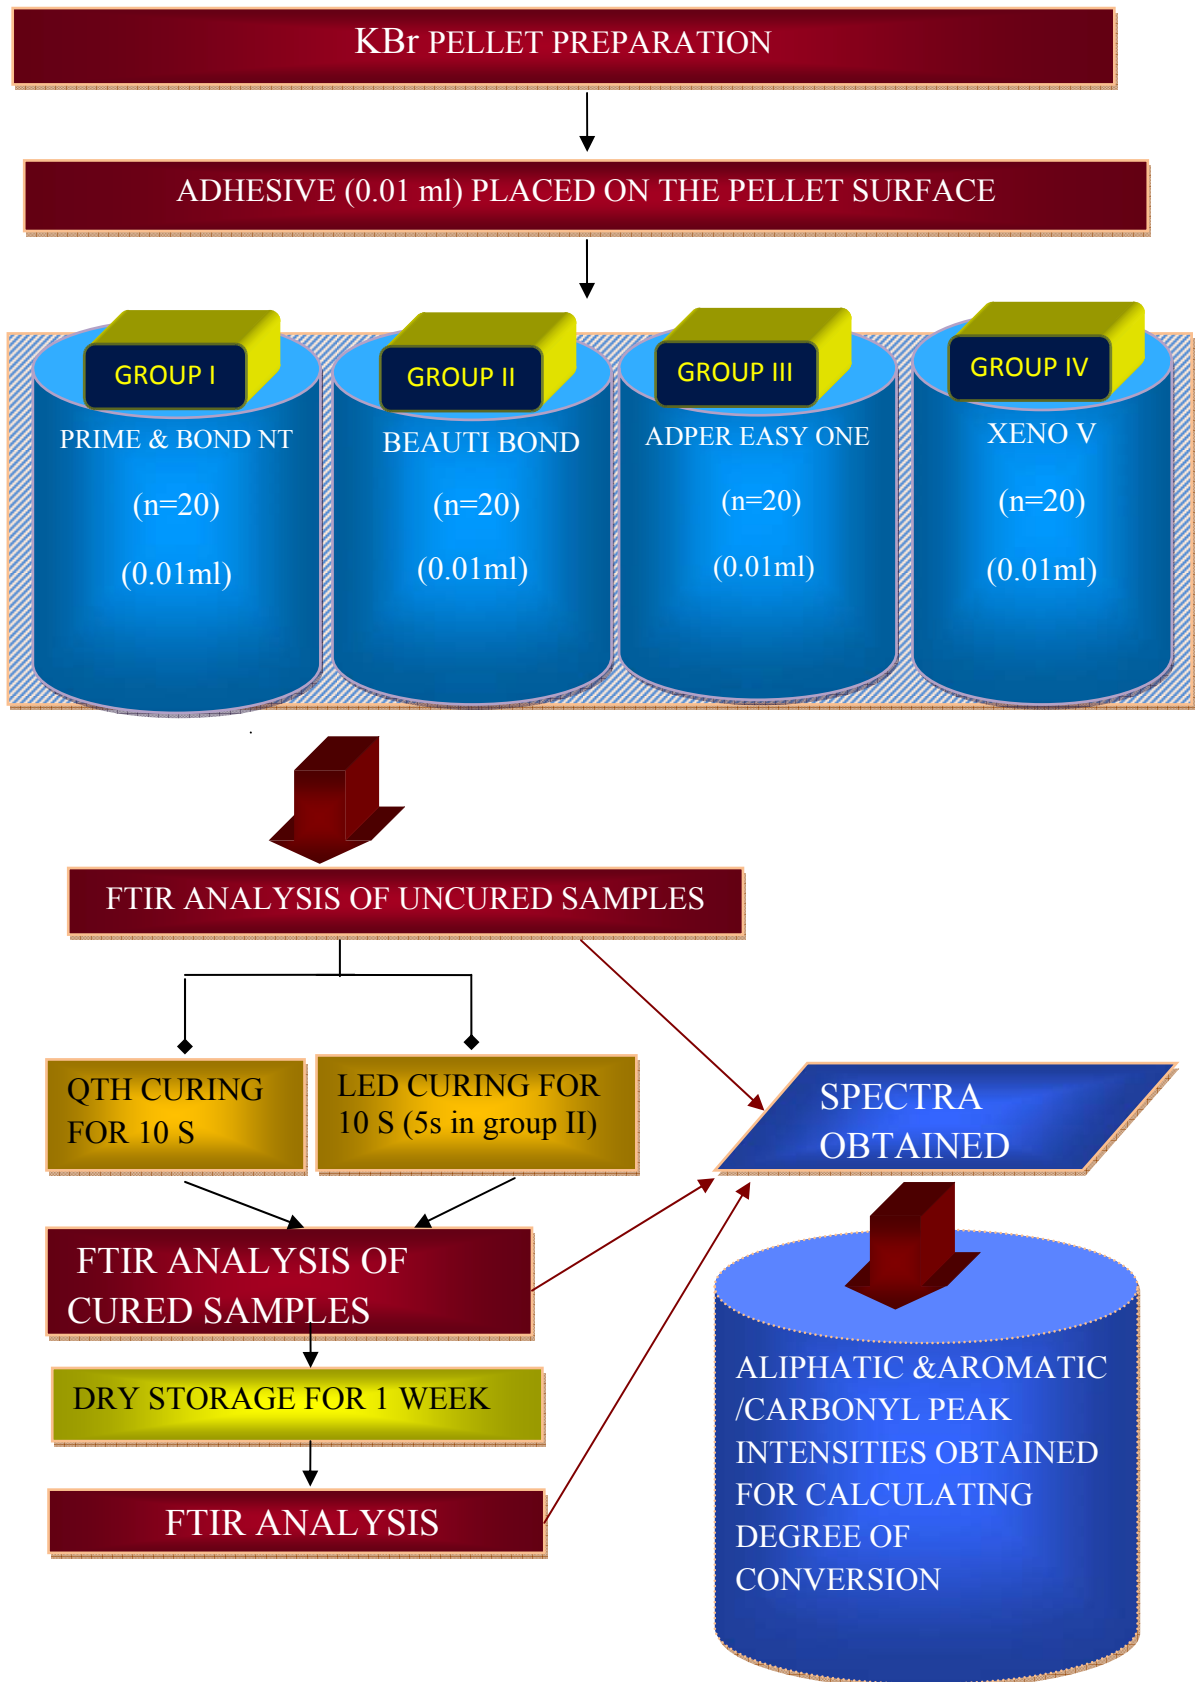 KBr PELLET PREPARATION
ADHESIVE (0.01 ml) PLACED ON THE PELLET SURFACE
GROUP I
PRIME & BOND NT
(n=20)
(0.01ml)
GROUP II
BEAUTI BOND
(n=20)
(0.01ml)
GROUP III
ADPER EASY ONE
(n=20)
(0.01ml)
GROUP IV
XENO V
(n=20)
(0.01ml)
FTIR ANALYSIS OF UNCURED SAMPLES
QTH CURING
FOR 10 S
LED CURING FOR
10 S (5s in group II)
SPECTRA
OBTAINED
FTIR ANALYSIS OF
CURED SAMPLES
DRY STORAGE FOR 1 WEEK
FTIR ANALYSIS
ALIPHATIC &AROMATIC
/CARBONYL PEAK
INTENSITIES OBTAINED
FOR CALCULATING
DEGREE OF
CONVERSION